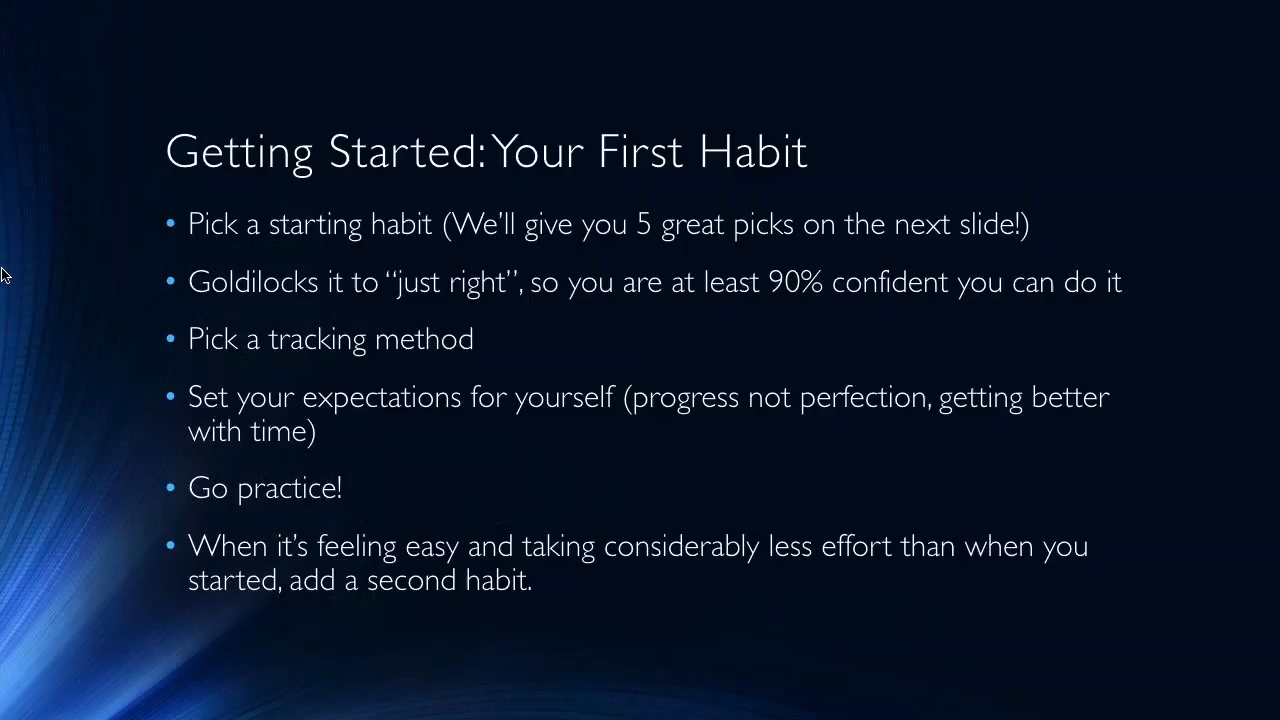 Getting Started: Your First Habit
• Pick a starting habit (We’ll give you 5 great picks on the next slide!)
• Goldilocks it to “just right”, so you are at least 90% confident you can do it
• Pick a tracking method
• Set your expectations for yourself (progress not perfection, getting better
with time)
• Go practice!
• When it’s feeling easy and taking considerably less effort than when you
started, add a second habit.